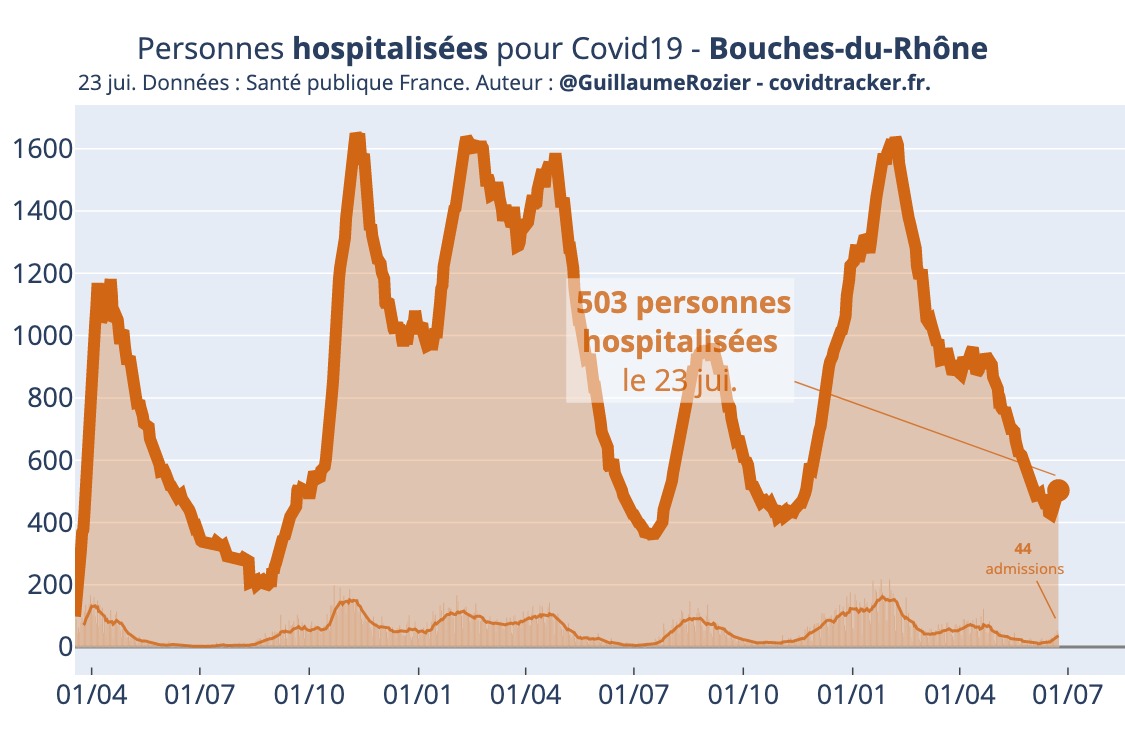 Personnes hospitalisées pour Covid19 - Bouches-du-Rhône
23 jui. Données : Santé publique France. Auteur : @GuillaumeRozier - covidtracker.fr.
1600
1400
1200
1000
800
600
400
200
0
503 personnes
hospitalisées
le 23 jui.
44
admissions
01/04 01/07 01/10 01/01 01/04 01/07 01/10 01/01 01/04 01/07